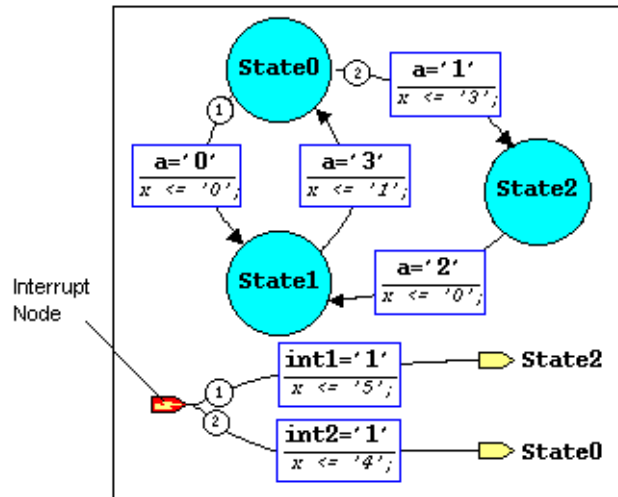 State0
2
a='1'
x <= '3';
1
a='0'
x <= '0';
a='3'
x <= '1';
State2
State1
a='2'
x <= '0';
Interrupt
Node
int1='1'
x <= '5';
State2
1
2
int2='1'
x <= '4';
State0